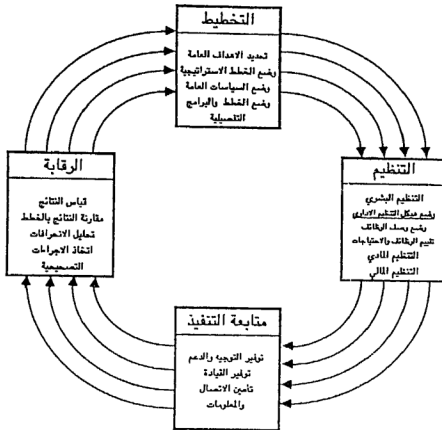 التخطيط
تحديد الاهداف العامة
وضع الخطط الاستراتيجية
وضع السياسات العامة
وضع الخطط والبرامج
التفصيلية
التنظيم
التنظيم البشري
وضع هيكل التنظيم الاداري
وضع وصف الوظائف
تقييم الوظائف والاحتياجات
التنظيم المادي
التنظيم المالي
متابعة التنفيذ
توفير التوجيه والدعم
توفير القيادة
تأمين الاتصال
والمعلومات
الرقابة
قياس النتائج
مقارنة النتائج بالخطط
تحليل الانحرافات
اتخاذ الاجراءات
التصحيحية